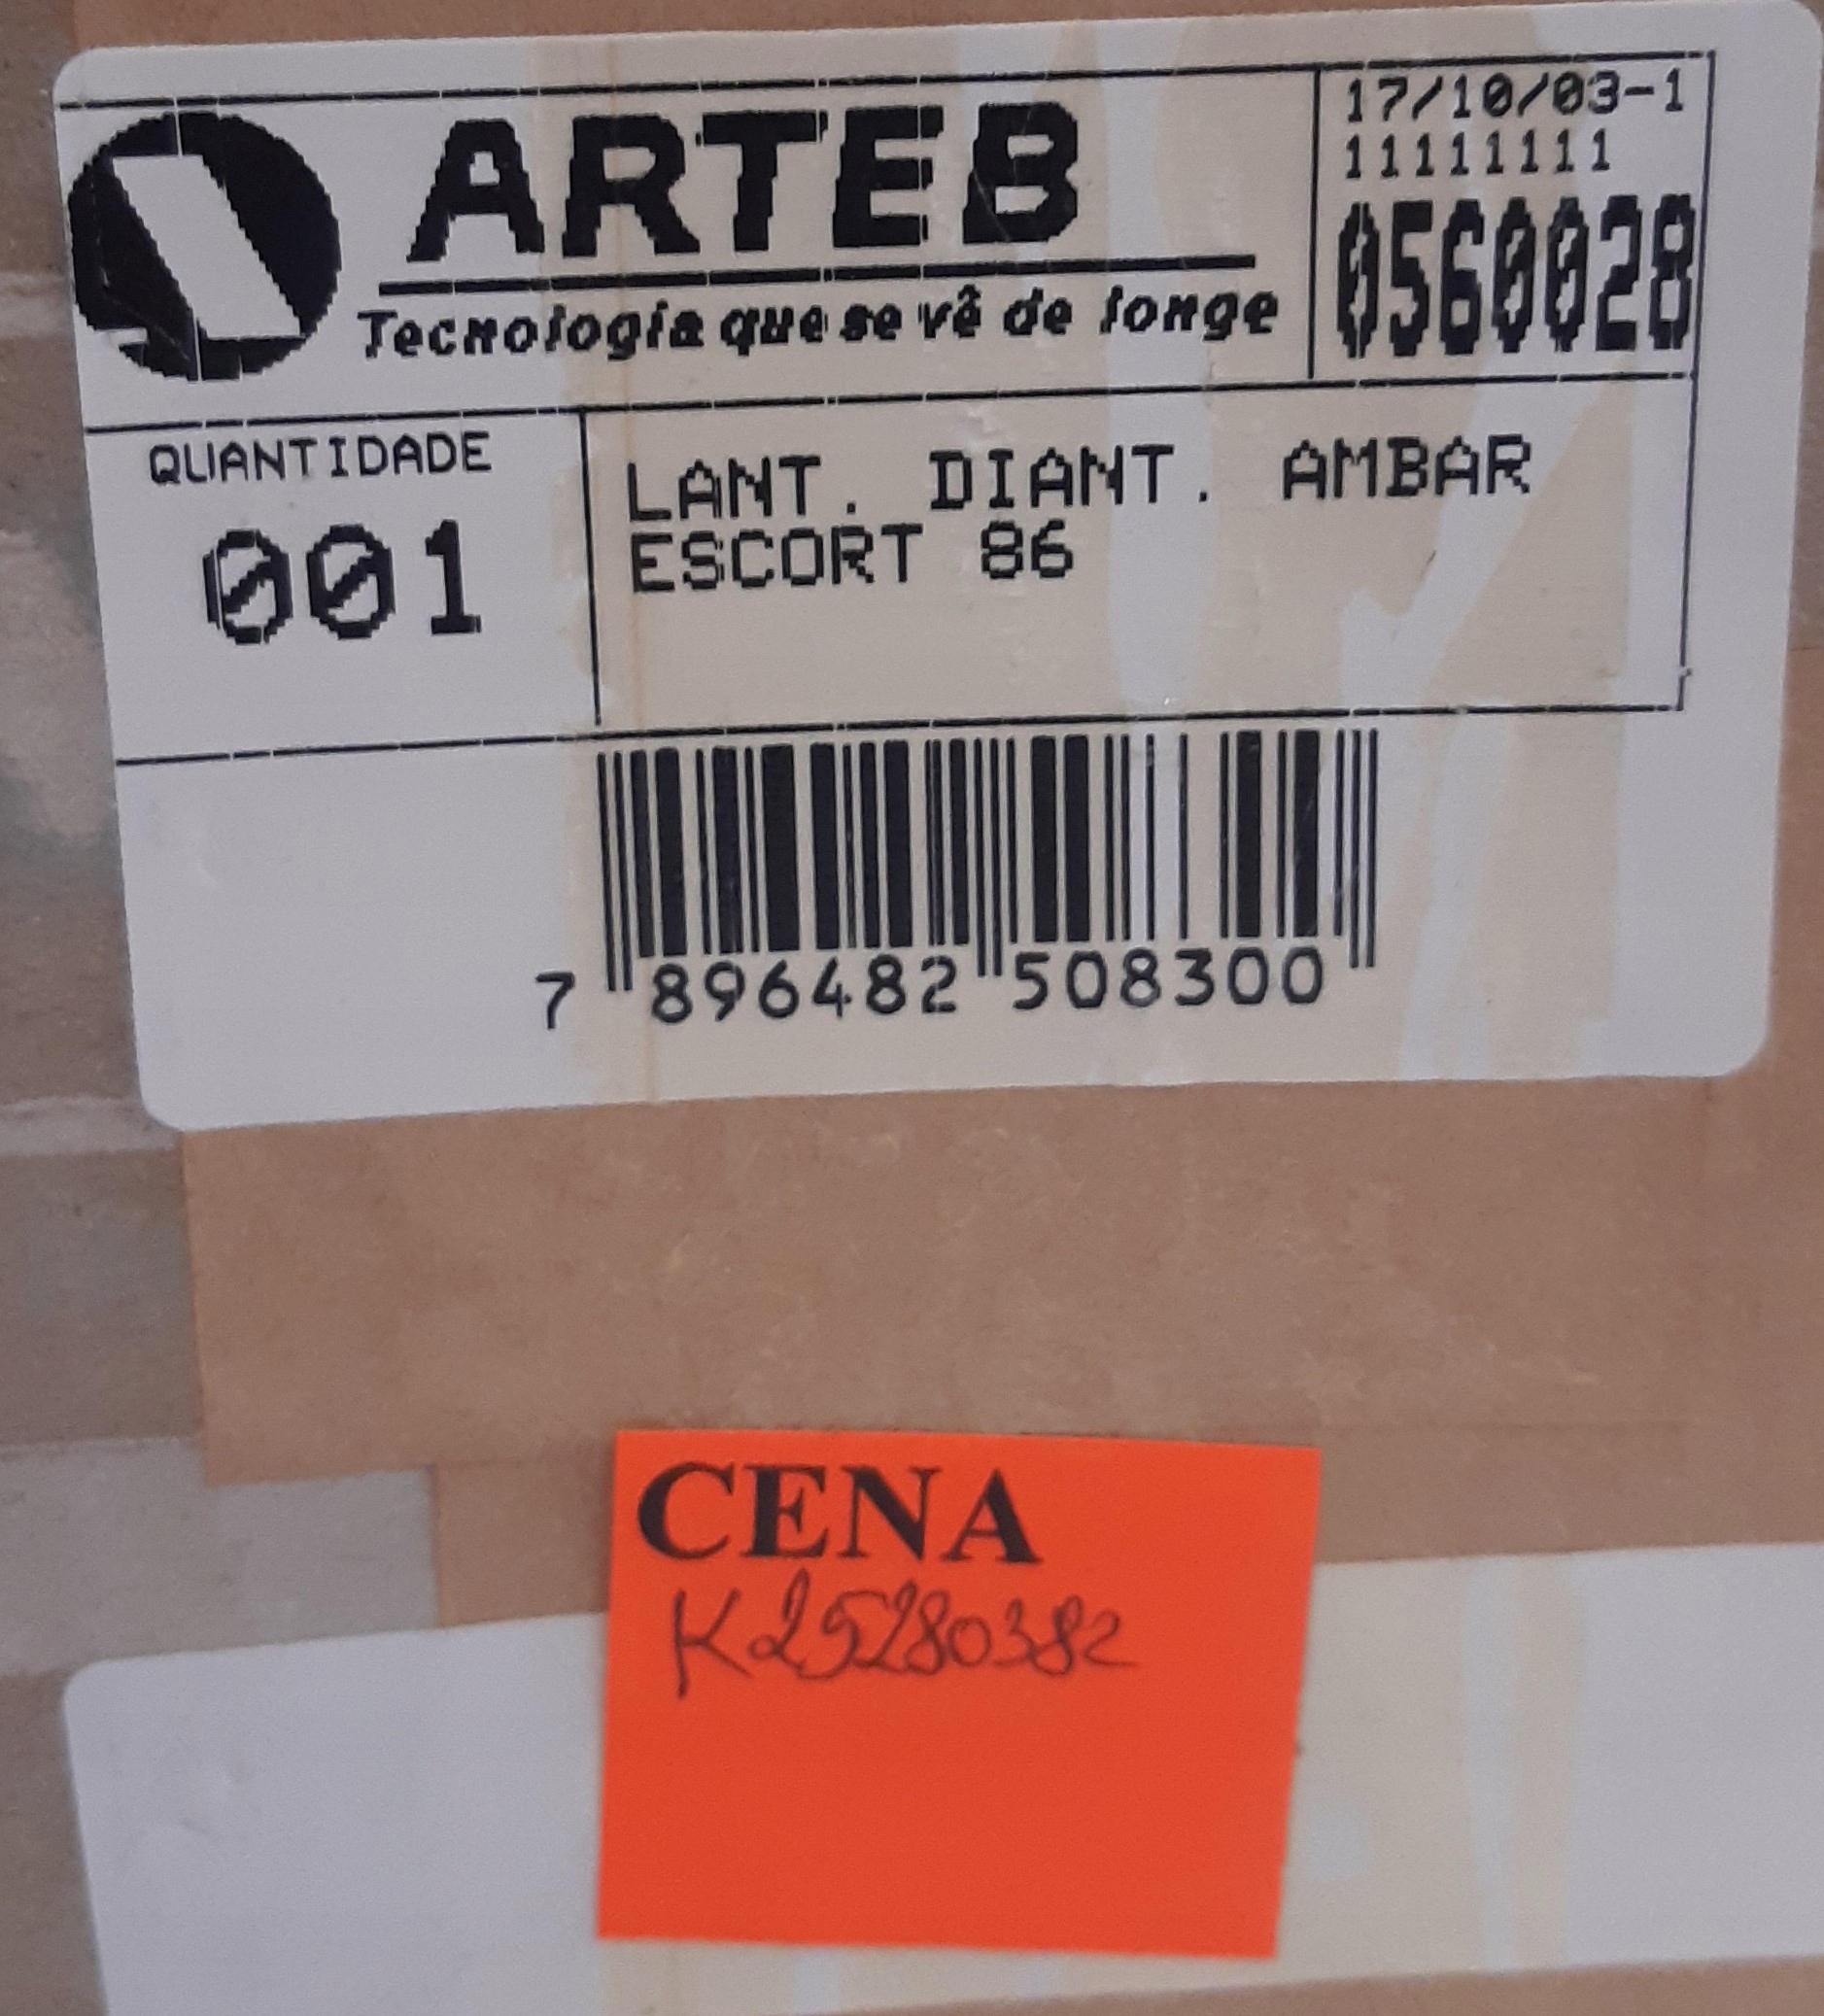 ARTEB
Tecnologia que se vê de longe
17/10/03-1
11111111
0560028
QUANTIDADE
001
LANT. DIANT. AMBAR
ESCORT 86
7 896482 508300
CENA
K25280382